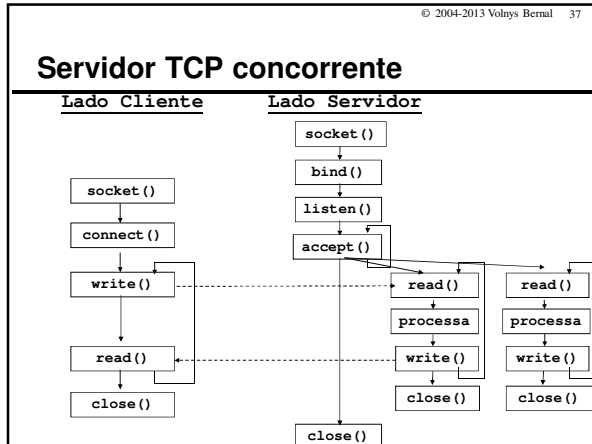 © 2004-2013 Volnys Bernal 37
Servidor TCP concorrente
Lado Cliente
Lado Servidor
socket()
bind()
listen()
accept()
socket()
connect()
write()
read()
close()
read()
processa
write()
close()
read()
processa
write()
close()
close()